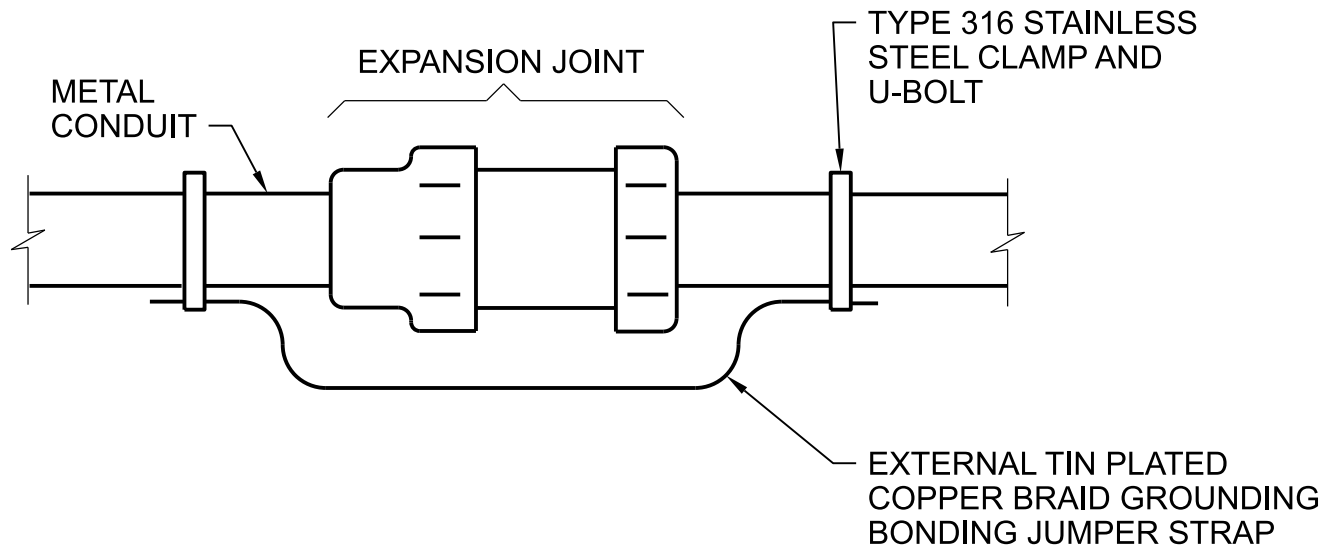 METAL
CONDUIT
EXPANSION JOINT
TYPE 316 STAINLESS
STEEL CLAMP AND
U-BOLT
EXTERNAL TIN PLATED
COPPER BRAID GROUNDING
BONDING JUMPER STRAP